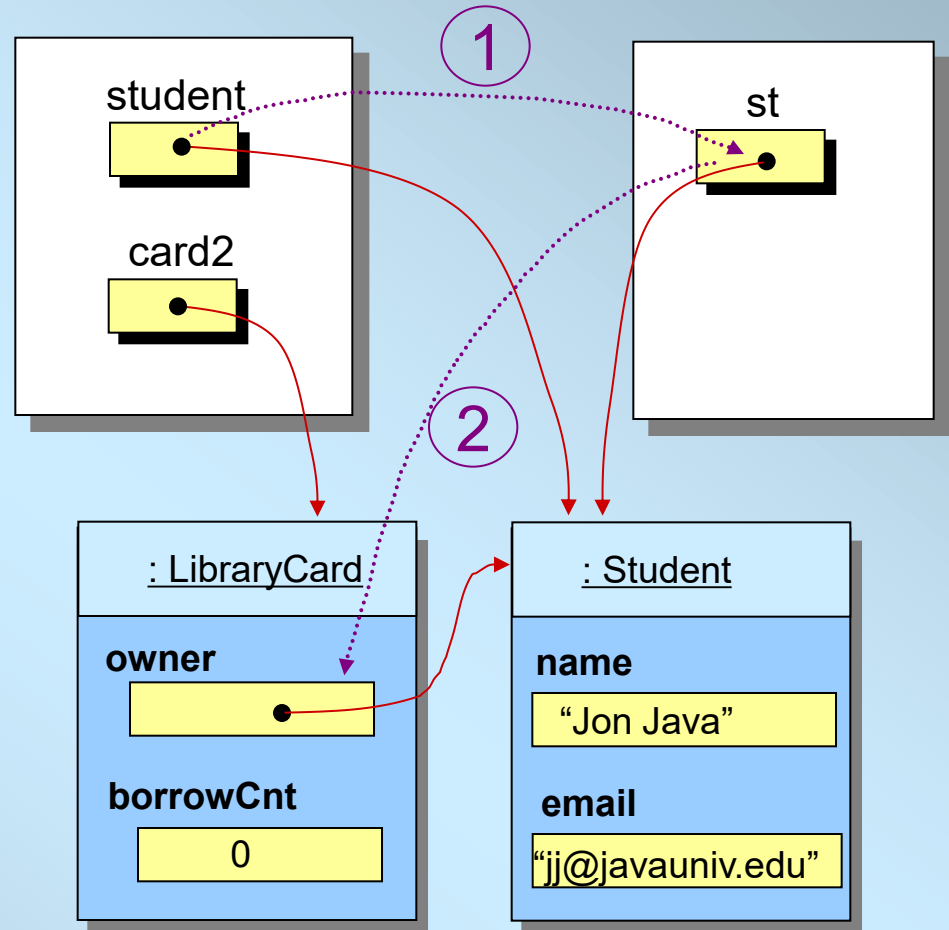 1
student
st
card2
2
: LibraryCard
: Student
owner
name
“Jon Java”
borrowCnt
email
0
“jj@javauniv.edu”